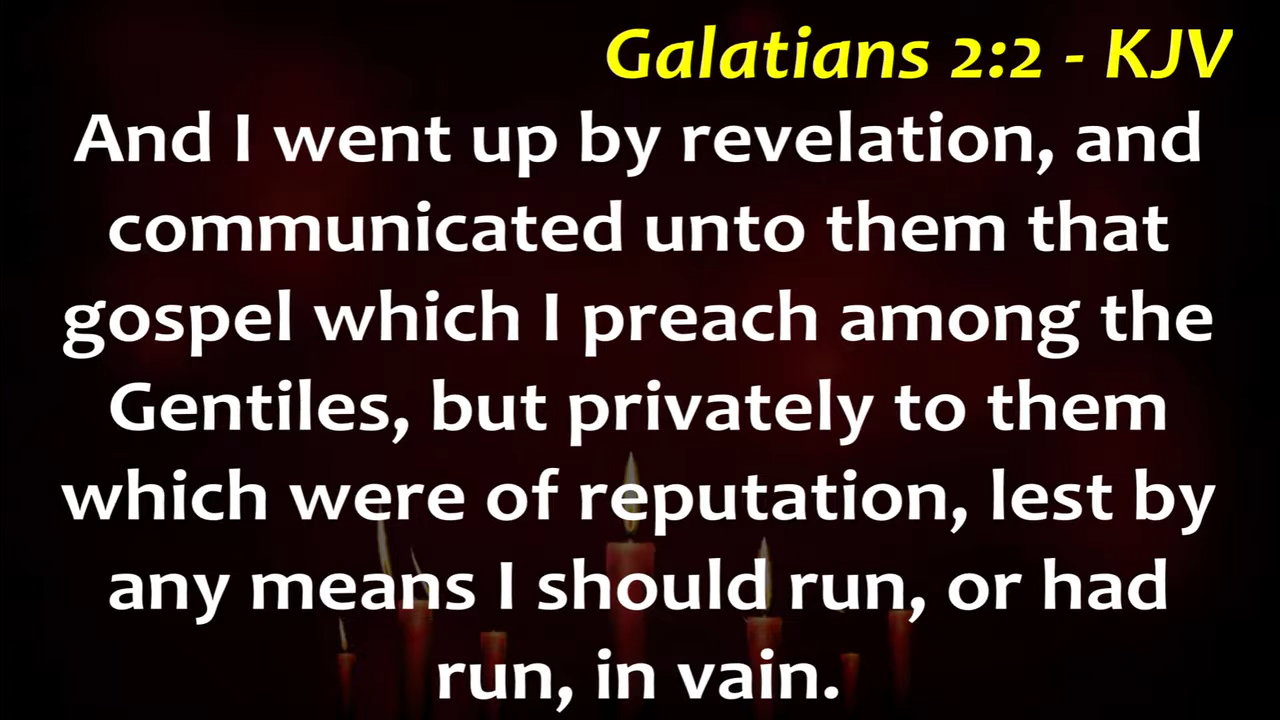 Galatians 2:2 - KJV
And I went up by revelation, and
communicated unto them that
gospel which I preach among the
Gentiles, but privately to them
which were of reputation, lest by
any means I should run, or had
run, in vain.